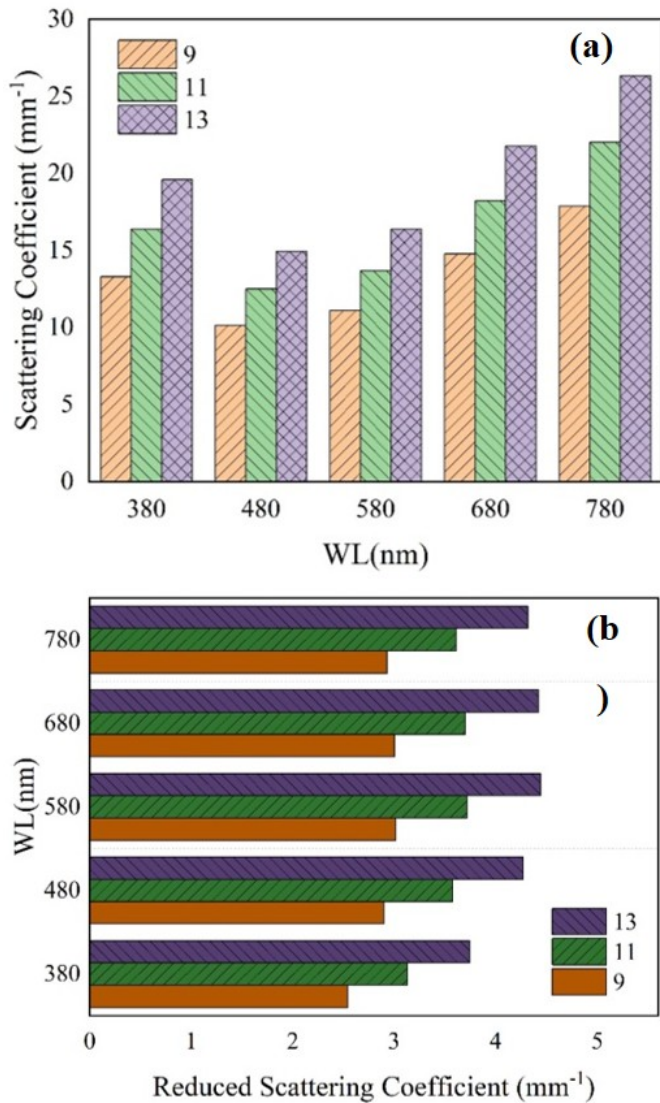 30
25
20
15
10
5
0
Scattering Coefficient (mm⁻¹)
9
11
13
(a)
380 480 580 680 780
WL(nm)
(b
)
780
680
580
480
380
WL(nm)
13
11
9
0 1 2 3 4 5
Reduced Scattering Coefficient (mm⁻¹)